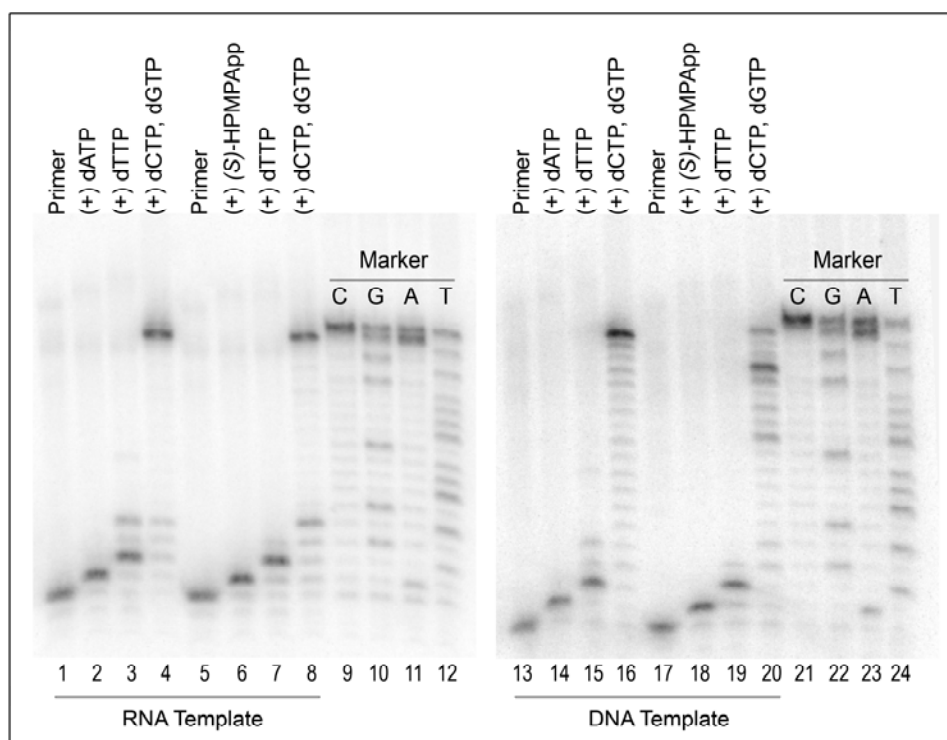 Primer
(+) dATP
(+) dTTP
(+) dCTP, dGTP
Primer
(+) (S)-HPMPApp
(+) dTTP
(+) dCTP, dGTP
Marker
C G A T
1 2 3 4 5 6 7 8 9 10 11 12
RNA Template
Primer
(+) dATP
(+) dTTP
(+) dCTP, dGTP
Primer
(+) (S)-HPMPApp
(+) dTTP
(+) dCTP, dGTP
Marker
C G A T
13 14 15 16 17 18 19 20 21 22 23 24
DNA Template